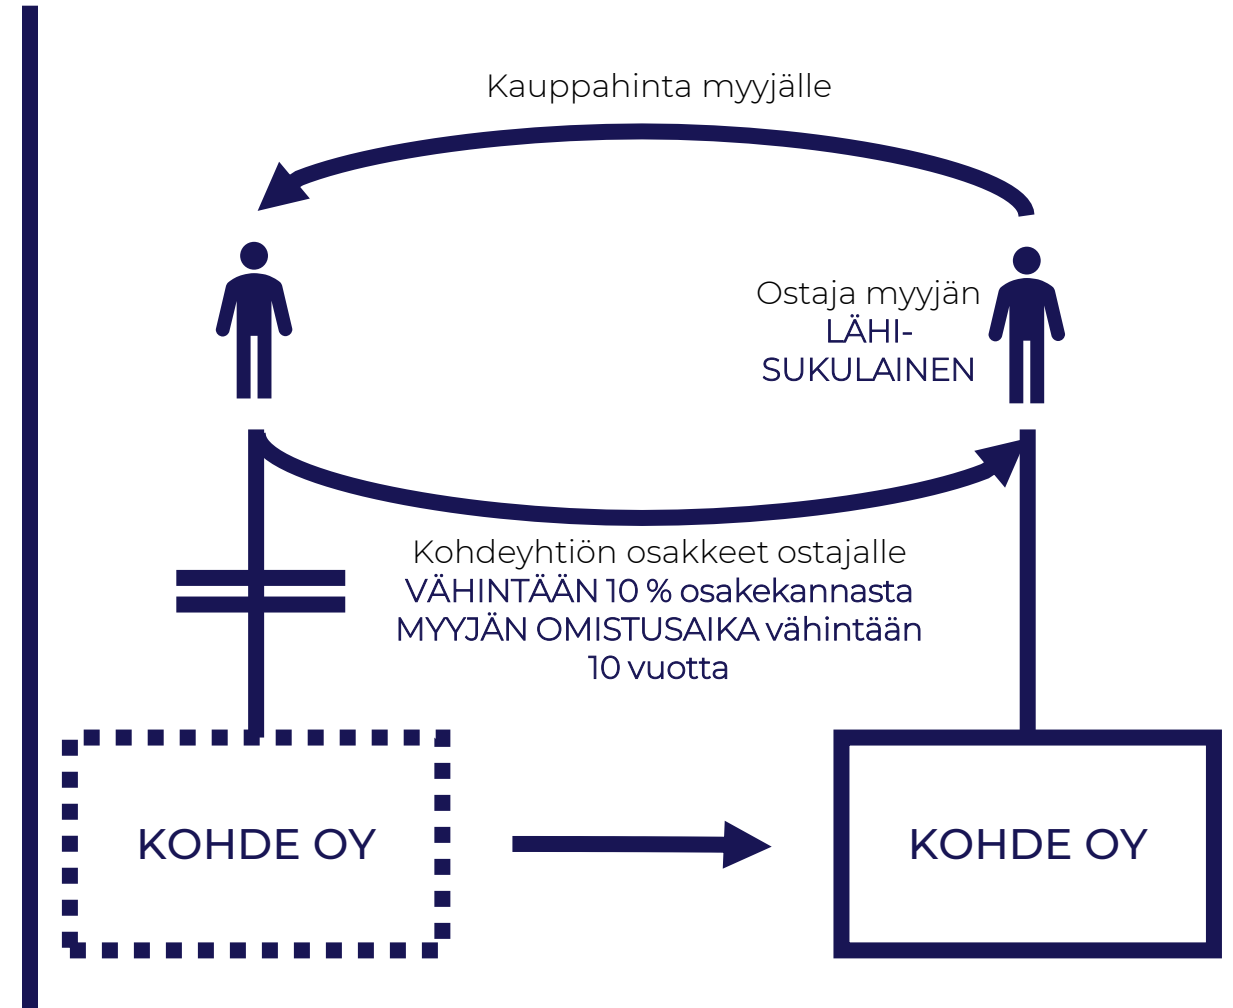 Kauppahinta myyjälle
Ostaja myyjän
LÄHI-
SUKULAINEN
Kohdeyhtiön osakkeet ostajalle
VÄHINTÄÄN 10 % osakekannasta
MYYJÄN OMISTUSAIKA vähintään
10 vuotta
KOHDE OY
KOHDE OY